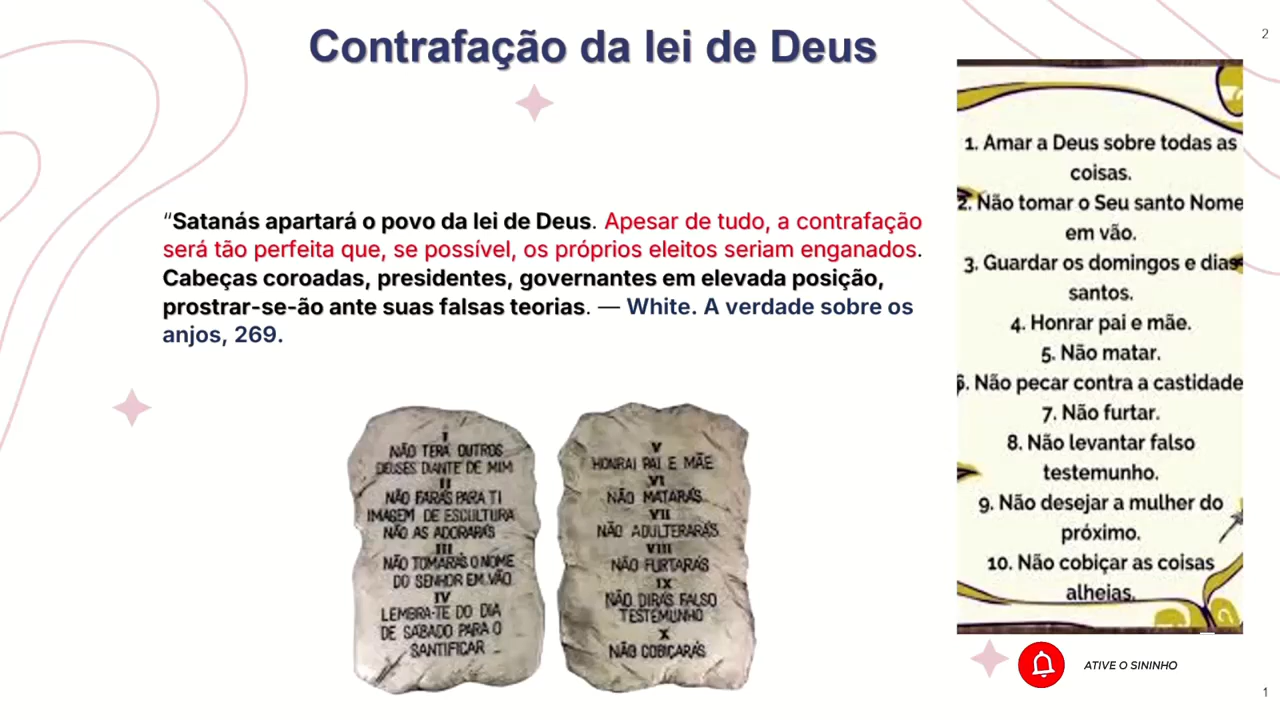 Contrafação da lei de Deus
2
“Satanás apartará o povo da lei de Deus. Apesar de tudo, a contrafação
será tão perfeita que, se possível, os próprios eleitos seriam enganados.
Cabeças coroadas, presidentes, governantes em elevada posição,
prostrar-se-ão ante suas falsas teorias. — White. A verdade sobre os
anjos, 269.
I
NÃO TERÁ OUTROS
DEUSES DIANTE DE MIM
II
NÃO FARÁS PARA TI
IMAGEM DE ESCULTURA
NÃO AS ADORARÁS
III
NÃO TOMARÁS O NOME
DO SENHOR EM VÃO
IV
LEMBRA-TE DO DIA
DE SÁBADO PARA O
SANTIFICAR
V
HONRAI PAI E MÃE
VI
NÃO MATARÁS
VII
NÃO ADULTERARÁS
VIII
NÃO FURTARÁS
IX
NÃO DIRÁS FALSO
TESTEMUNHO
X
NÃO COBIÇARÁS
1. Amar a Deus sobre todas as
coisas.
2. Não tomar o Seu santo Nome
em vão.
3. Guardar os domingos e dias
santos.
4. Honrar pai e mãe.
5. Não matar.
6. Não pecar contra a castidade
7. Não furtar.
8. Não levantar falso
testemunho.
9. Não desejar a mulher do
próximo.
10. Não cobiçar as coisas
alheias.
ATIVE O SININHO
1